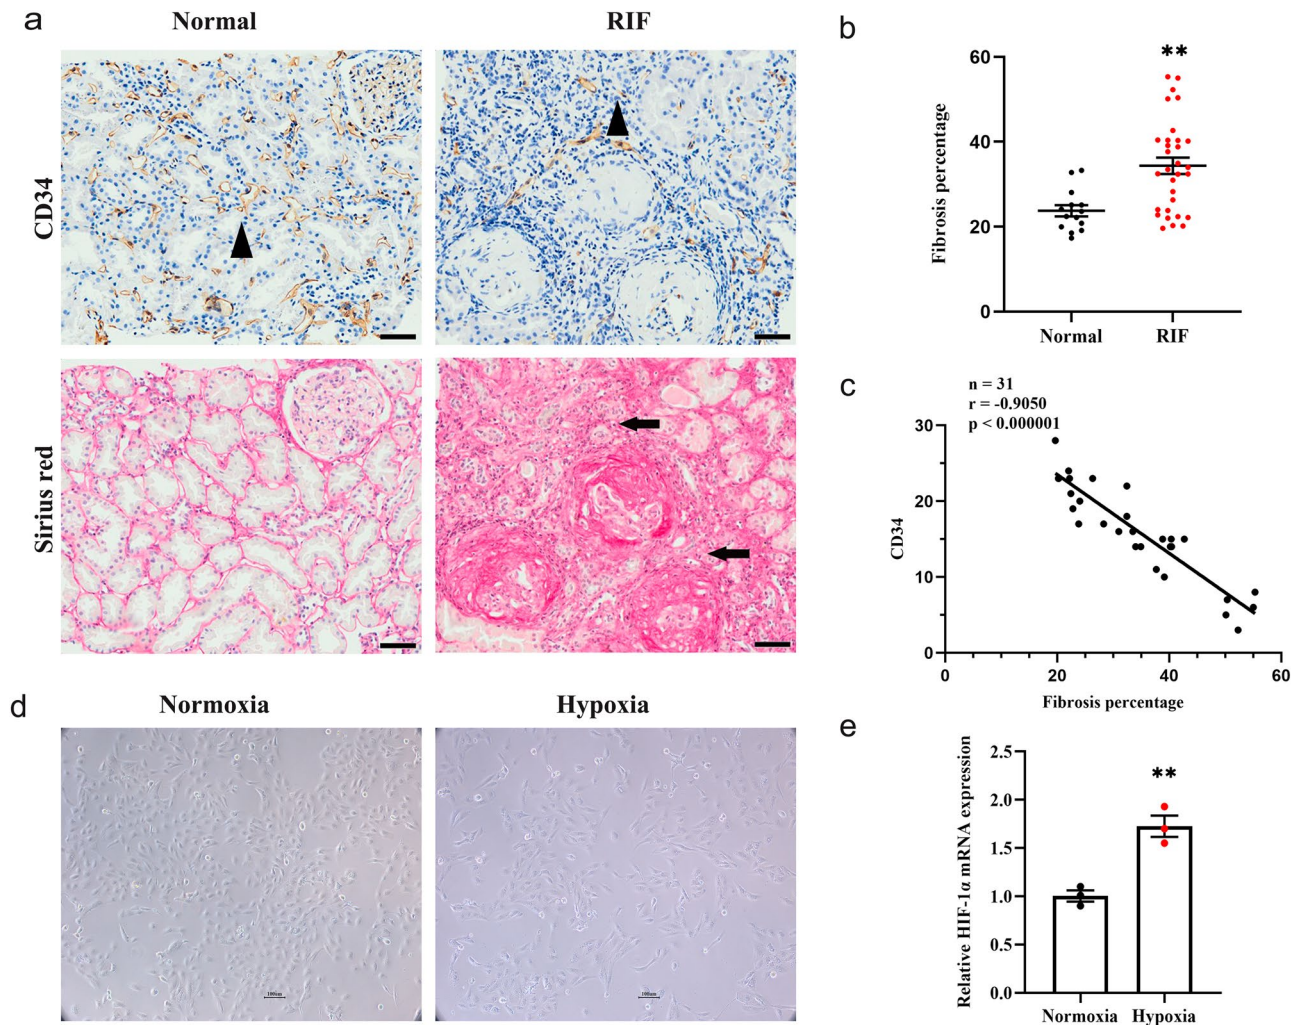 a
Normal
RIF
CD34
Sirius red
b
**
Fibrosis percentage
60
40
20
0
Normal
RIF
c
n = 31
r = -0.9050
p < 0.000001
CD34
30
20
10
0
0
20
40
60
Fibrosis percentage
d
Normoxia
Hypoxia
100um
100um
e
**
Relative HIF-1α mRNA expression
2.5
2.0
1.5
1.0
0.5
0.0
Normoxia
Hypoxia